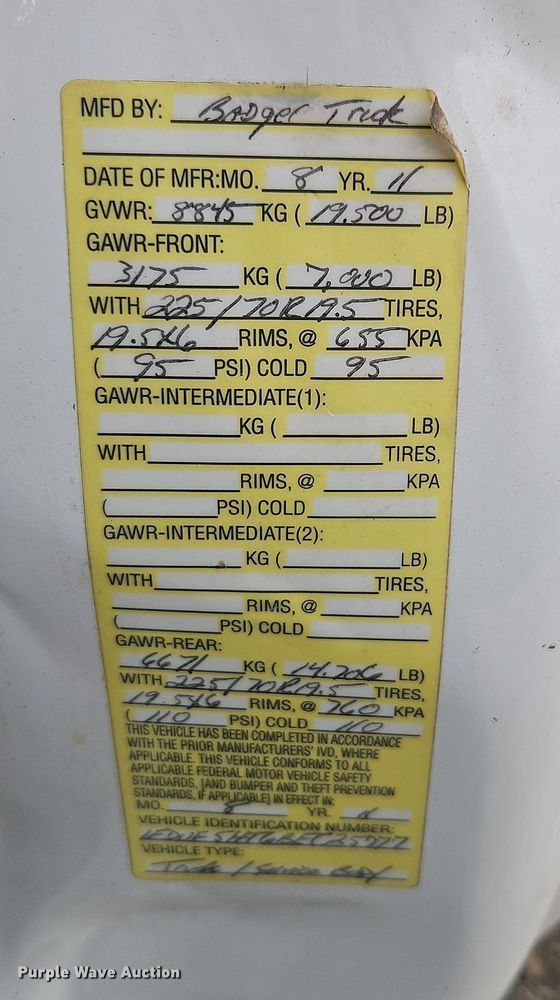 MFD BY: Badger Truck
DATE OF MFR:MO. 8 YR. 11
GVWR: 8845 KG ( 19.500 LB)
GAWR-FRONT:
3175 KG ( 7,000 LB)
WITH 225/70R19.5 TIRES,
19.5X6 RIMS, @ 655 KPA
( 95 PSI) COLD 95
GAWR-INTERMEDIATE(1):
KG ( LB)
WITH TIRES,
RIMS, @ KPA
( PSI) COLD
GAWR-INTERMEDIATE(2):
KG ( LB)
WITH TIRES,
RIMS, @ KPA
( PSI) COLD
GAWR-REAR:
6671 KG ( 14.706 LB)
WITH 225/70R19.5 TIRES,
19.5X6 RIMS, @ 760 KPA
( 110 PSI) COLD 110
THIS VEHICLE HAS BEEN COMPLETED IN ACCORDANCE
WITH THE PRIOR MANUFACTURERS' IVD, WHERE
APPLICABLE. THIS VEHICLE CONFORMS TO ALL
APPLICABLE FEDERAL MOTOR VEHICLE SAFETY
STANDARDS, [AND BUMPER AND THEFT PREVENTION
STANDARDS, IF APPLICABLE] IN EFFECT IN:
MO. 8 YR. 11
VEHICLE IDENTIFICATION NUMBER:
VEHICLE TYPE:
Truck / Service Body
Purple Wave Auction